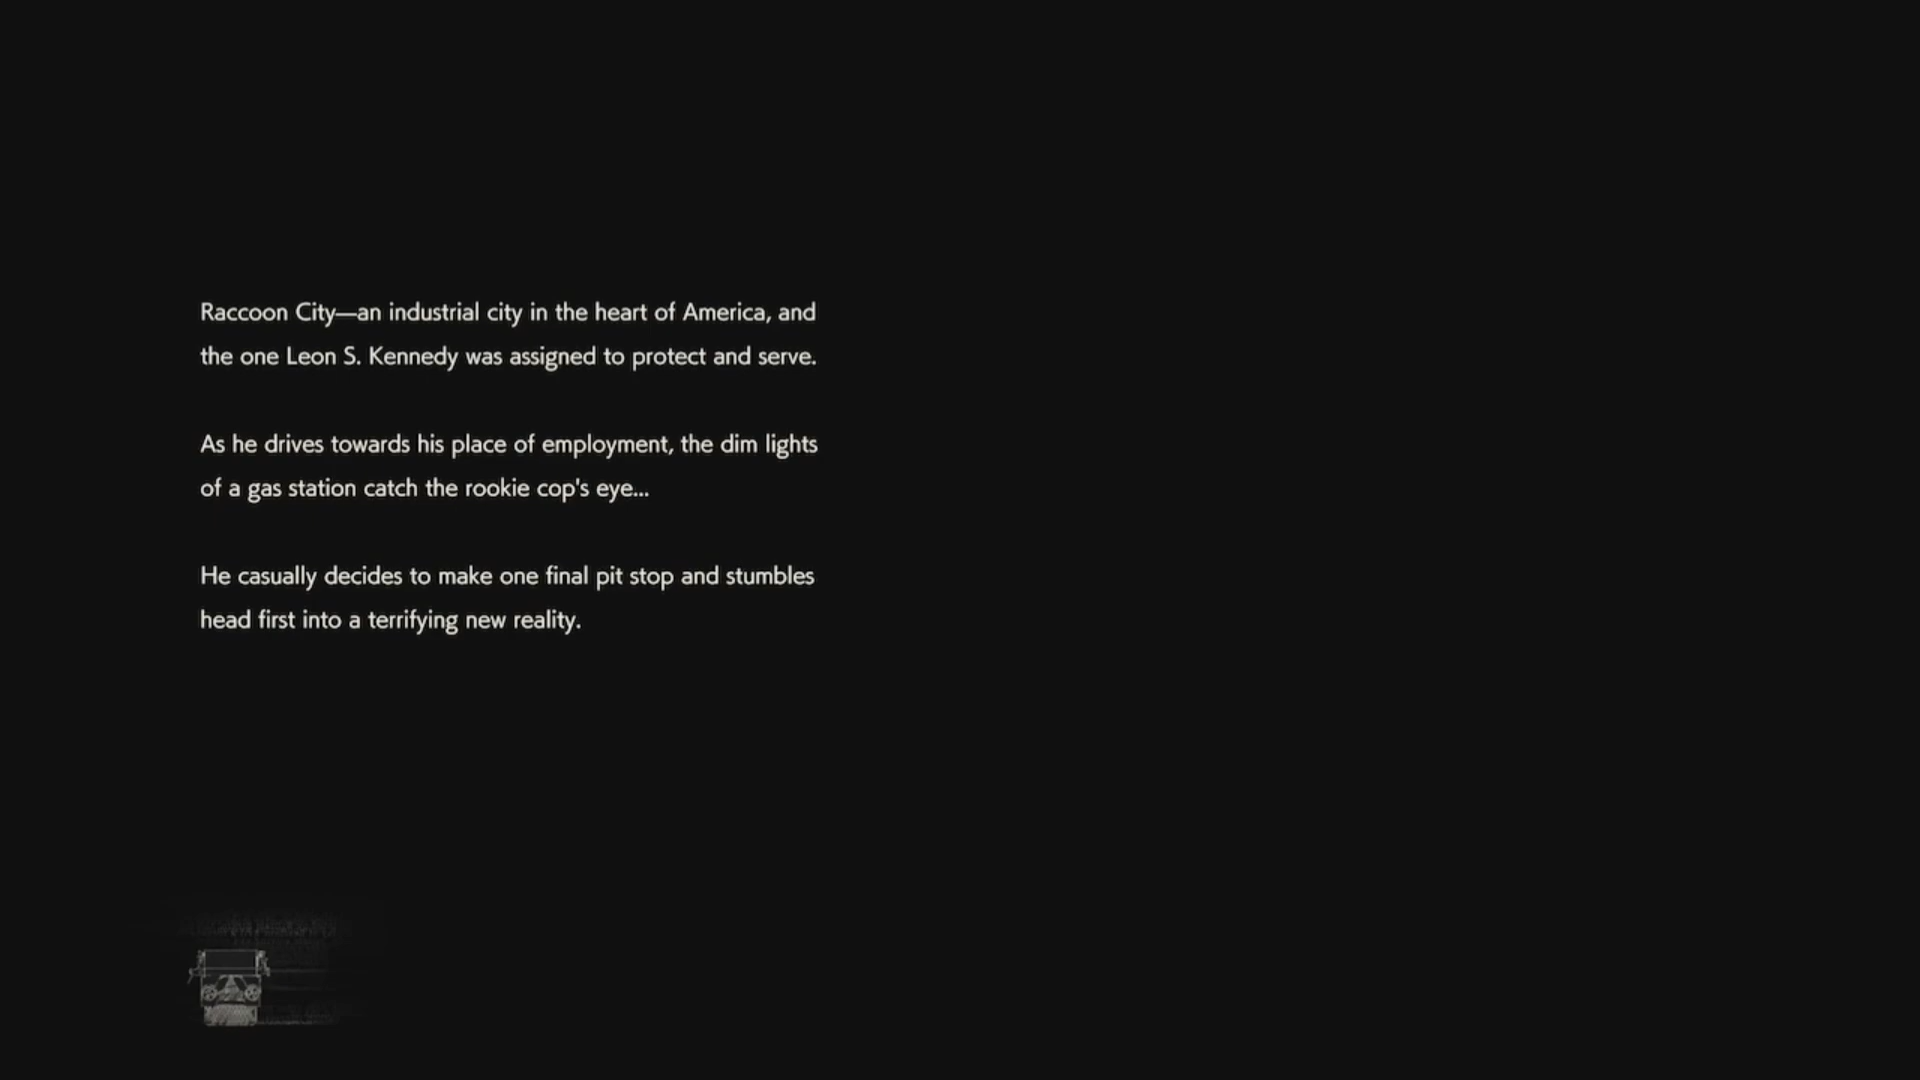 Raccoon City—an industrial city in the heart of America, and
the one Leon S. Kennedy was assigned to protect and serve.
As he drives towards his place of employment, the dim lights
of a gas station catch the rookie cop's eye...
He casually decides to make one final pit stop and stumbles
head first into a terrifying new reality.